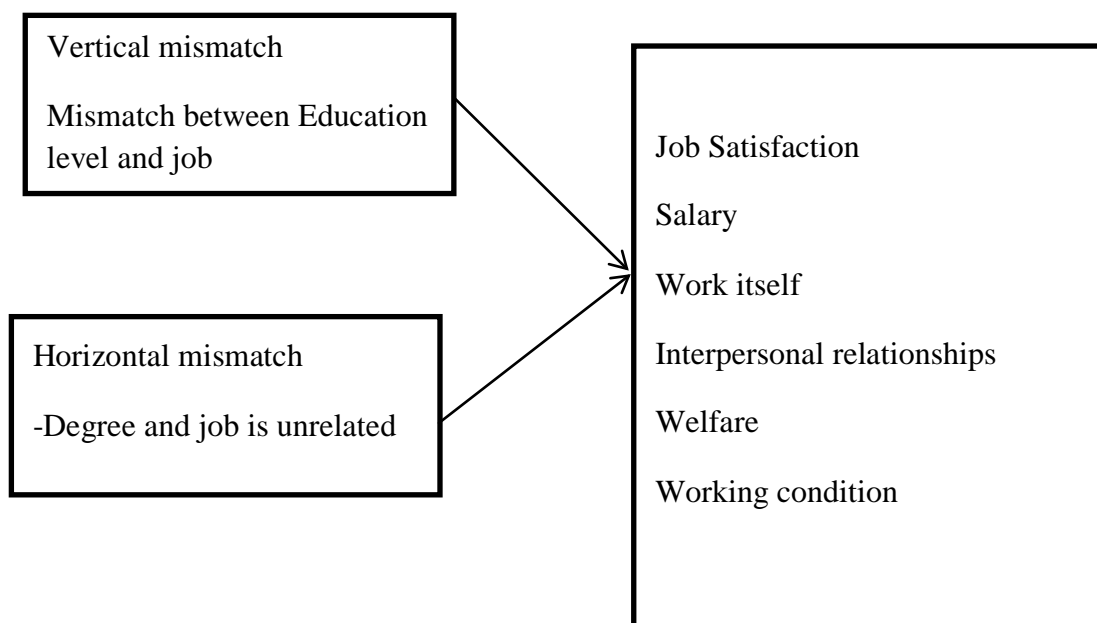 Vertical mismatch
Mismatch between Education
level and job
Horizontal mismatch
-Degree and job is unrelated
Job Satisfaction
Salary
Work itself
Interpersonal relationships
Welfare
Working condition